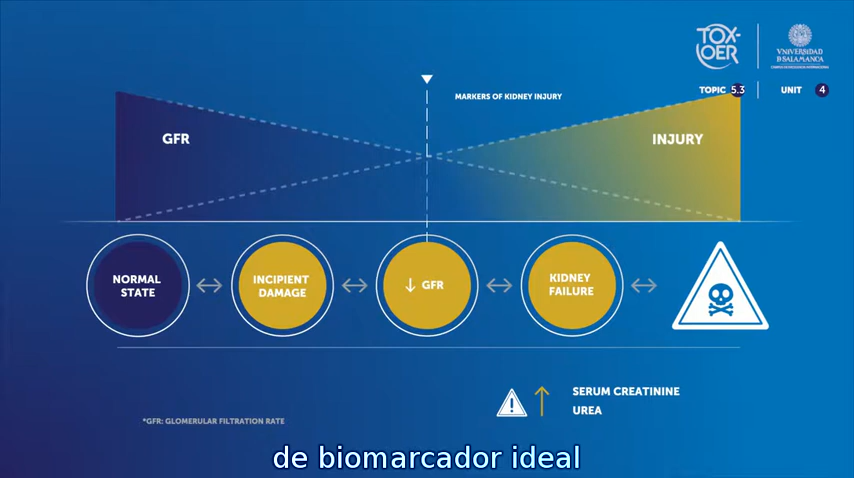 TOX-
OER
VNiVERSiDAD
D SALAMANCA
TOPIC 5.3 UNIT 4
MARKERS OF KIDNEY INJURY
GFR INJURY
NORMAL
STATE
INCIPIENT
DAMAGE
↓ GFR
KIDNEY
FAILURE
SERUM CREATININE
UREA
*GFR: GLOMERULAR FILTRATION RATE
de biomarcador ideal